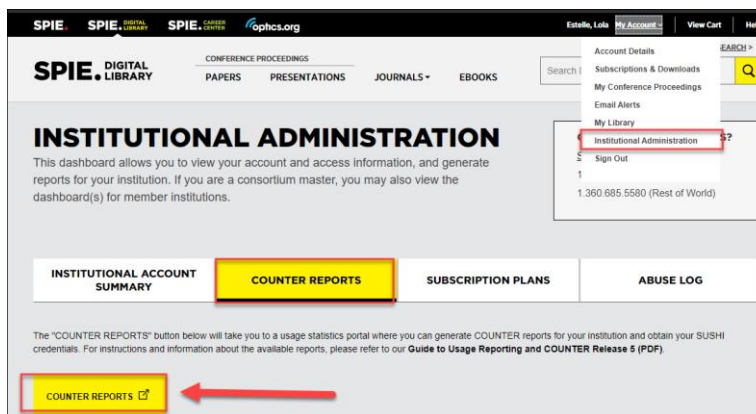 SPIE. SPIE. DIGITAL LIBRARY SPIE. CAREER CENTER optics.org Estelle, Lola My Account View Cart
SPIE. DIGITAL LIBRARY
CONFERENCE PROCEEDINGS
PAPERS PRESENTATIONS JOURNALS EBOOKS
Search
SEARCH >
Account Details
Subscriptions & Downloads
My Conference Proceedings
Email Alerts
My Library
Institutional Administration
Sign Out
INSTITUTIONAL ADMINISTRATION
This dashboard allows you to view your account and access information, and generate
reports for your institution. If you are a consortium master, you may also view the
dashboard(s) for member institutions.
S?
1
1.360.685.5580 (Rest of World)
INSTITUTIONAL ACCOUNT
SUMMARY
COUNTER REPORTS
SUBSCRIPTION PLANS
ABUSE LOG
The "COUNTER REPORTS" button below will take you to a usage statistics portal where you can generate COUNTER reports for your institution and obtain your SUSHI
credentials. For instructions and information about the available reports, please refer to our Guide to Usage Reporting and COUNTER Release 5 (PDF).
COUNTER REPORTS